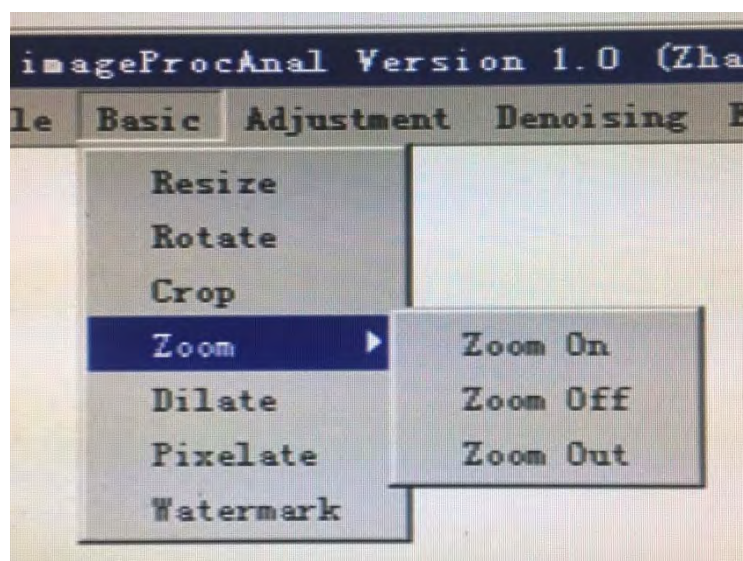 imageProcAnal Version 1.0 (Zha
le Basic Adjustment Denoising
Resize
Rotate
Crop
Zoom
Zoom On
Dilate
Zoom Off
Pixelate
Zoom Out
Watermark